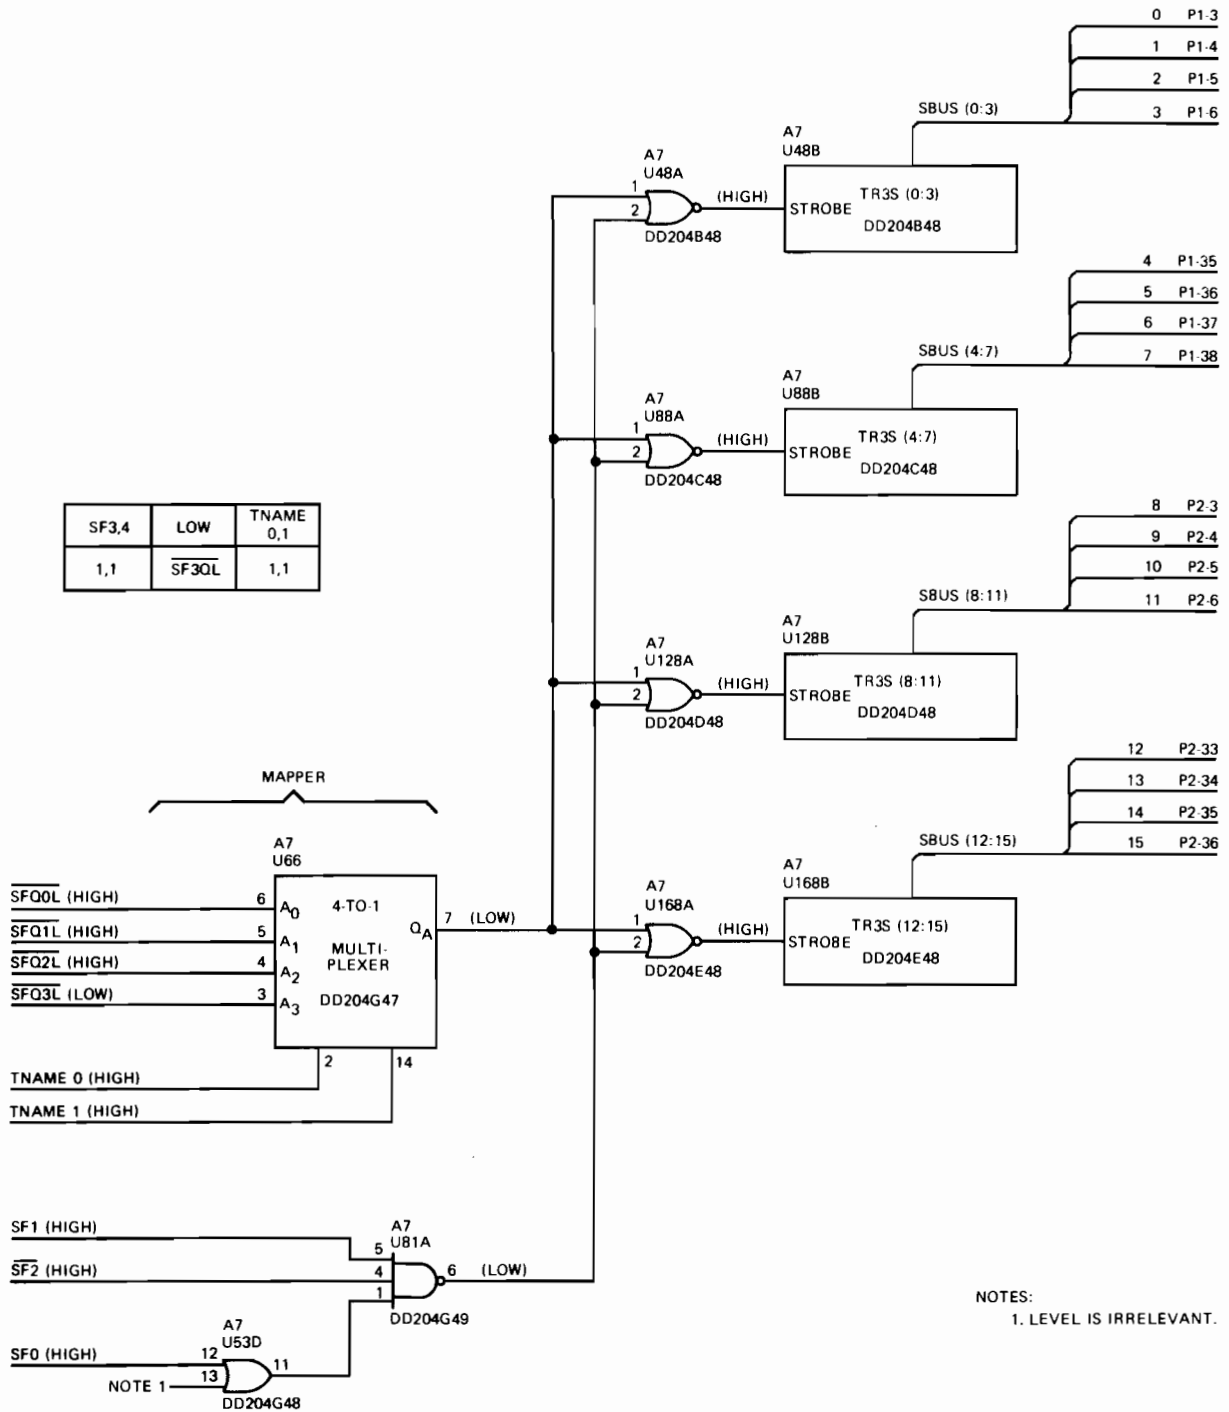 0 P1-3
1 P1-4
2 P1-5
SBUS (0:3) 3 P1-6
A7
U48B
A7
U48A
1
2
(HIGH)
STROBE
TR3S (0:3)
DD204B48
DD204B48
4 P1-35
5 P1-36
6 P1-37
SBUS (4:7) 7 P1-38
A7
U88B
A7
U88A
1
2
(HIGH)
STROBE
TR3S (4:7)
DD204C48
DD204C48
SF3,4 LOW TNAME 0,1
1,1 SF3QL 1,1
8 P2-3
9 P2-4
10 P2-5
SBUS (8:11) 11 P2-6
A7
U128B
A7
U128A
1
2
(HIGH)
STROBE
TR3S (8:11)
DD204D48
DD204D48
12 P2-33
13 P2-34
14 P2-35
SBUS (12:15) 15 P2-36
A7
U168B
A7
U168A
1
2
(HIGH)
STROBE
TR3S (12:15)
DD204E48
DD204E48
MAPPER
A7
U66
SFQ0L (HIGH) 6 A0
SFQ1L (HIGH) 5 A1
SFQ2L (HIGH) 4 A2
SFQ3L (LOW) 3 A3
4-TO-1
MULTI-
PLEXER
DD204G47
QA 7 (LOW)
2
14
TNAME 0 (HIGH)
TNAME 1 (HIGH)
SF1 (HIGH)
SF2 (HIGH)
A7
U81A
5
4
1
6 (LOW)
DD204G49
SF0 (HIGH)
NOTE 1
A7
U53D
12
13
11
DD204G48
NOTES:
1. LEVEL IS IRRELEVANT.